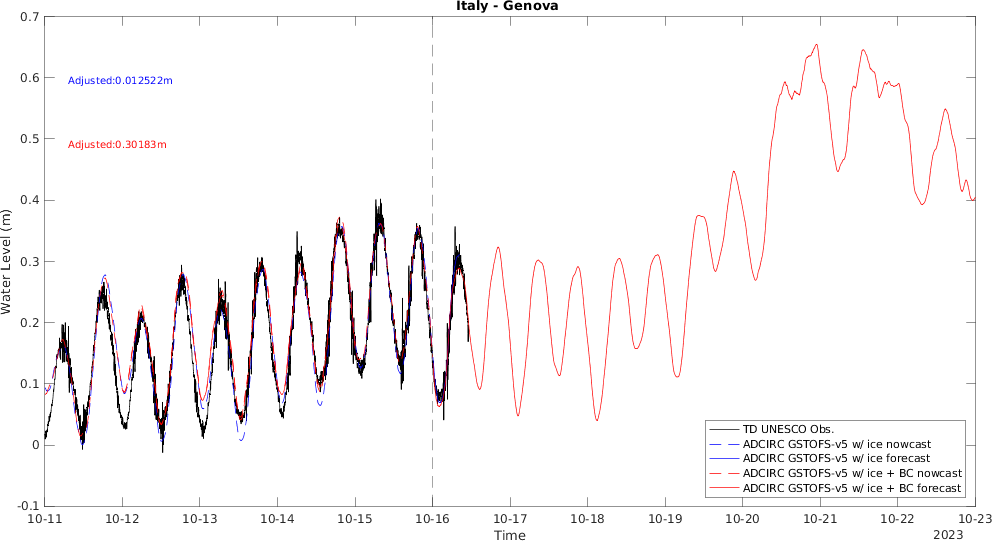 Italy - Genova
0.7
0.6
0.5
0.4
0.3
0.2
0.1
0
-0.1
Water Level (m)
Adjusted:0.012522m
Adjusted:0.30183m
TD UNESCO Obs.
ADCIRC GSTOFS-v5 w/ ice nowcast
ADCIRC GSTOFS-v5 w/ ice forecast
ADCIRC GSTOFS-v5 w/ ice + BC nowcast
ADCIRC GSTOFS-v5 w/ ice + BC forecast
10-11 10-12 10-13 10-14 10-15 10-16 10-17 10-18 10-19 10-20 10-21 10-22 10-23
Time
2023